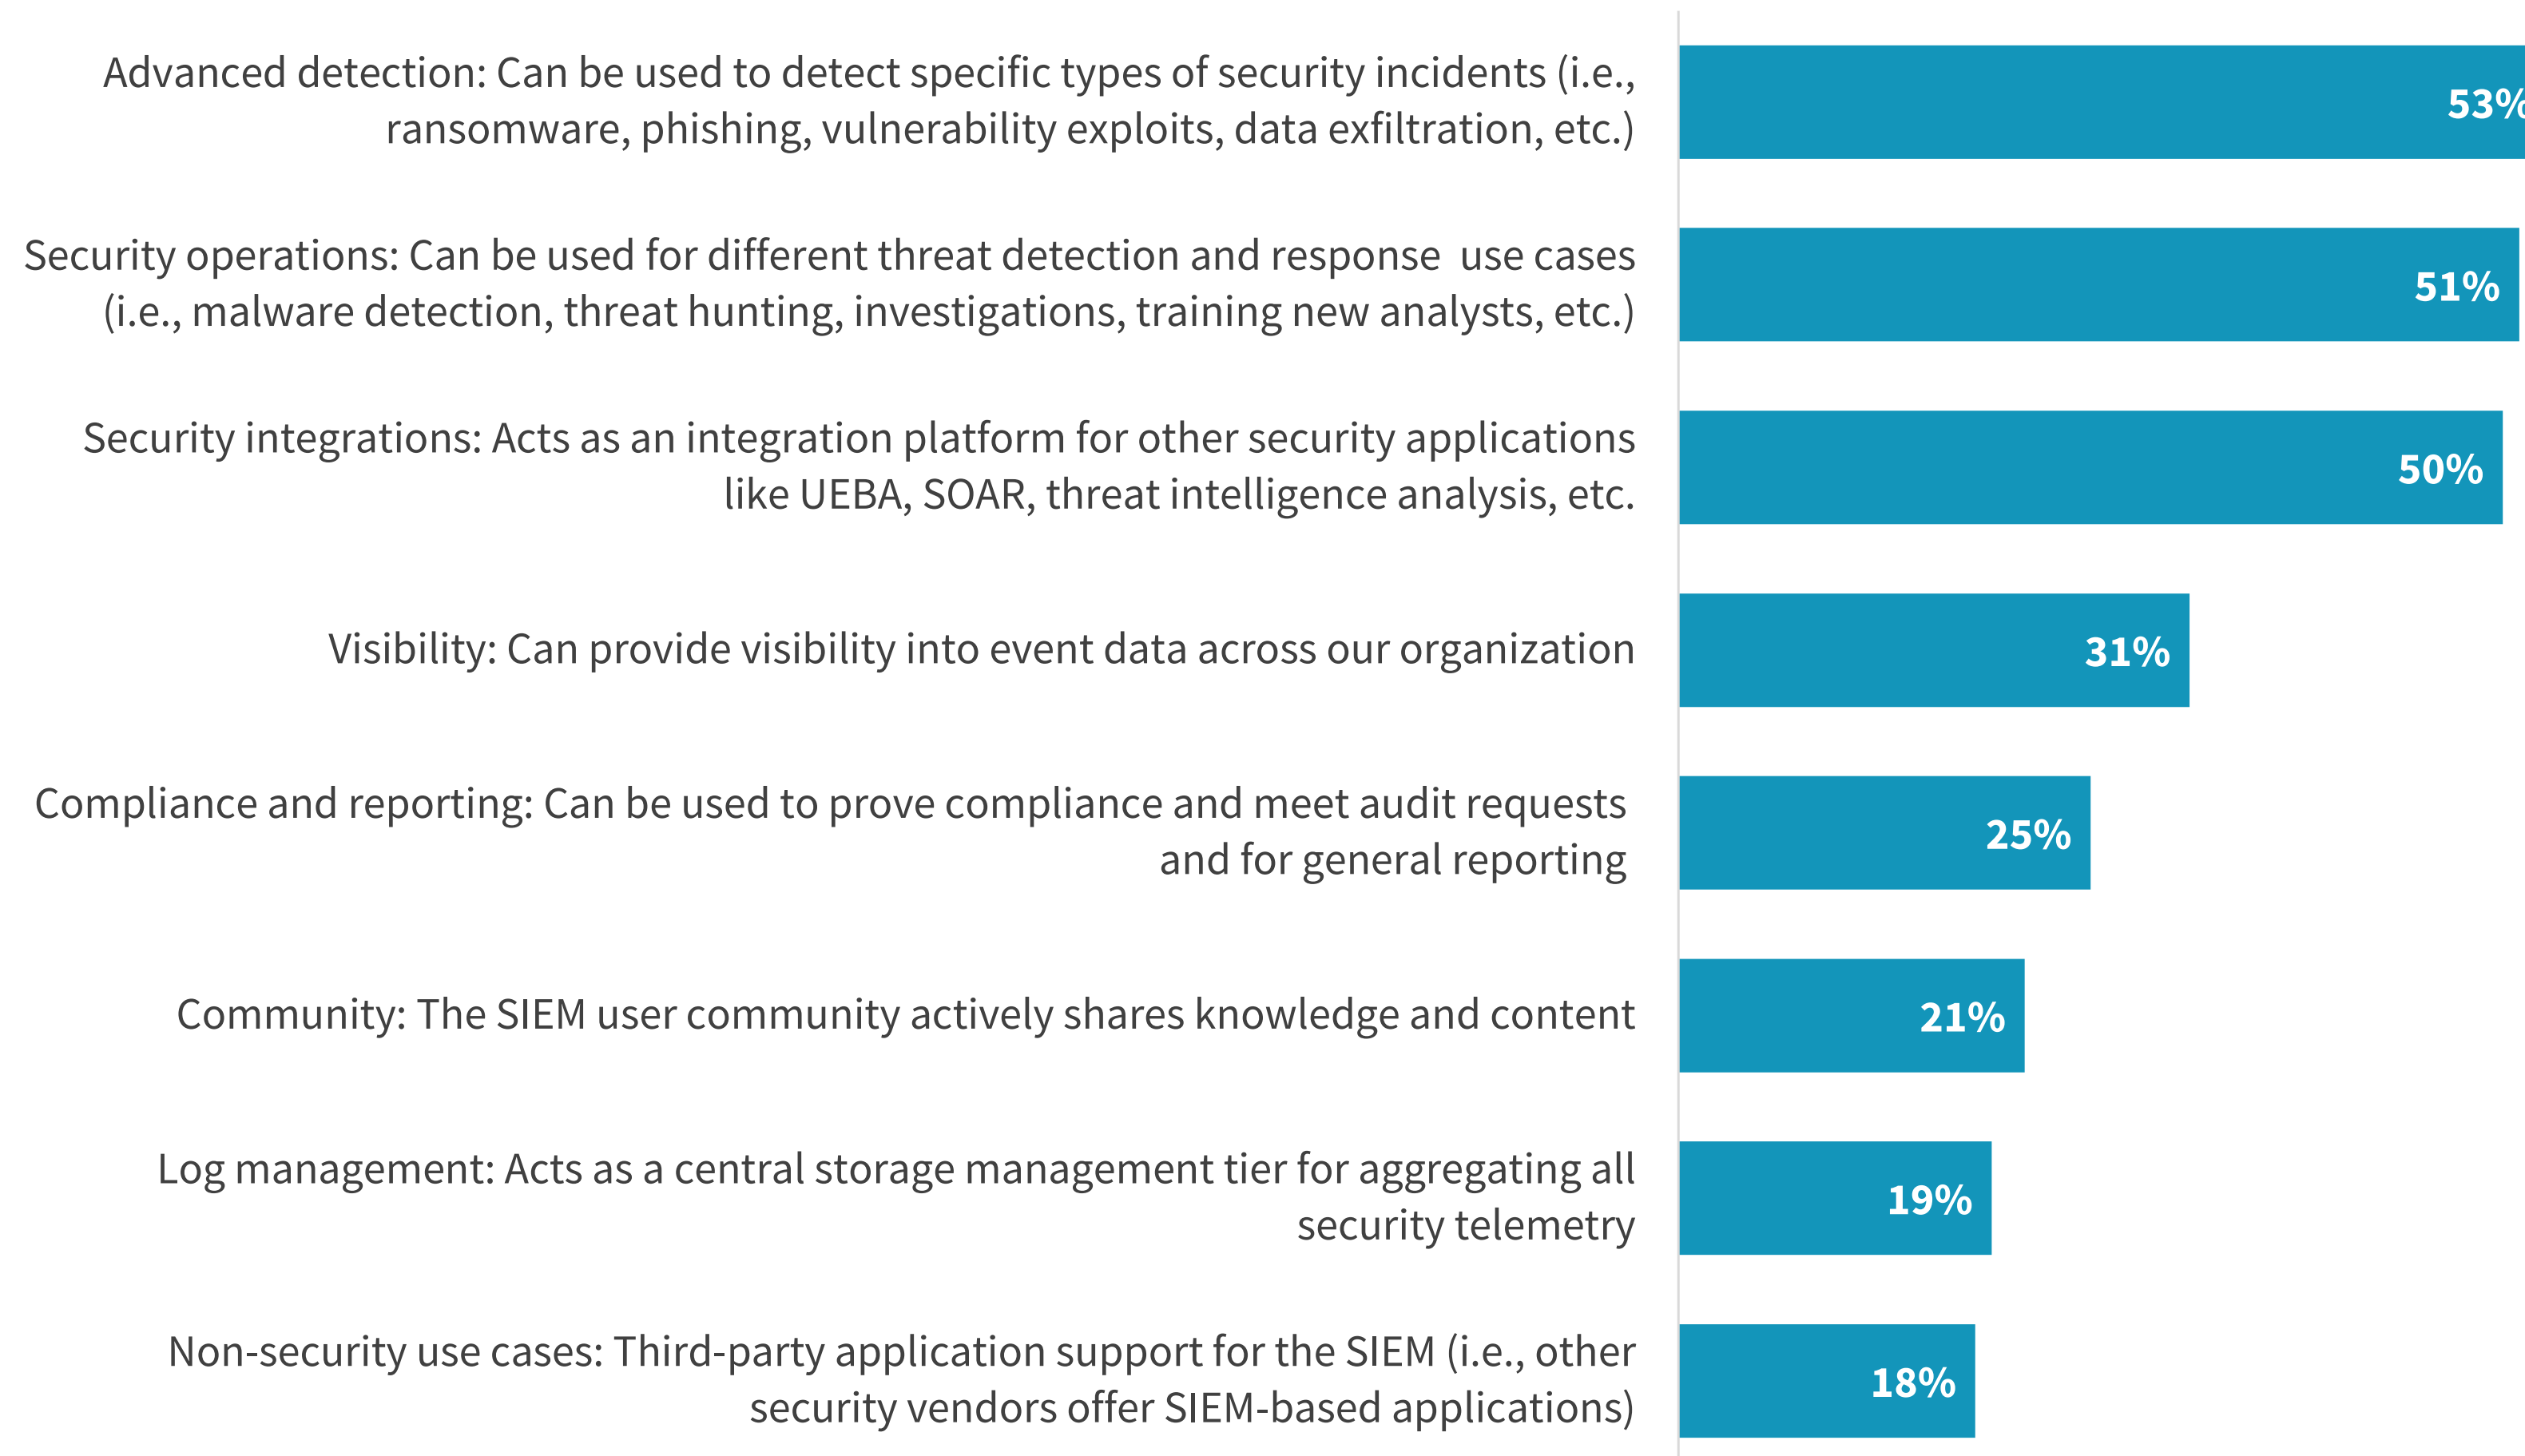 Advanced detection: Can be used to detect specific types of security incidents (i.e.,
ransomware, phishing, vulnerability exploits, data exfiltration, etc.)
53%
Security operations: Can be used for different threat detection and response  use cases
(i.e., malware detection, threat hunting, investigations, training new analysts, etc.)
51%
Security integrations: Acts as an integration platform for other security applications
like UEBA, SOAR, threat intelligence analysis, etc.
50%
Visibility: Can provide visibility into event data across our organization
31%
Compliance and reporting: Can be used to prove compliance and meet audit requests
and for general reporting
25%
Community: The SIEM user community actively shares knowledge and content
21%
Log management: Acts as a central storage management tier for aggregating all
security telemetry
19%
Non-security use cases: Third-party application support for the SIEM (i.e., other
security vendors offer SIEM-based applications)
18%